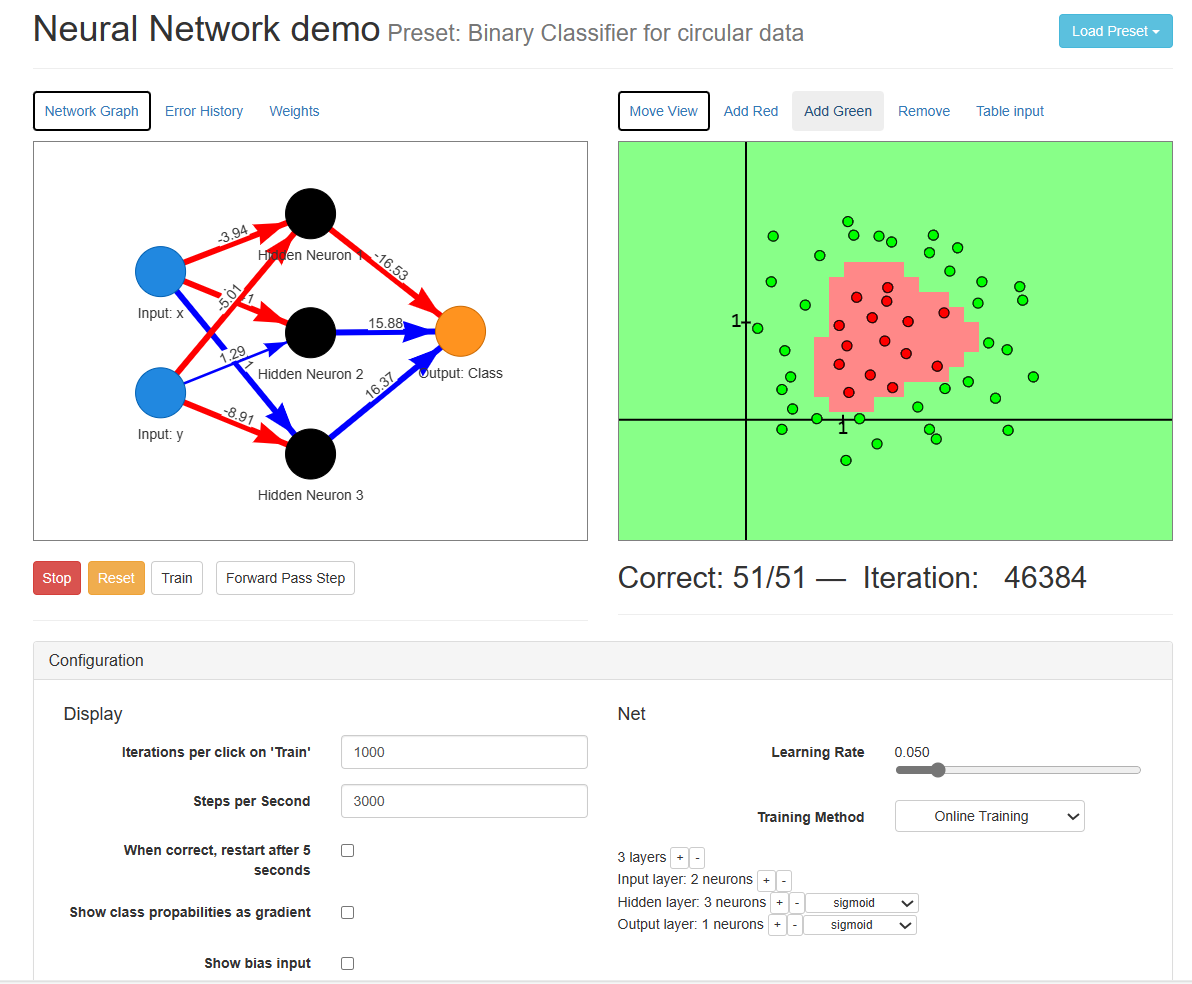 Neural Network demo Preset: Binary Classifier for circular data
Load Preset
Network Graph Error History Weights
Move View Add Red Add Green Remove Table input
-3.94
Hidden Neuron 1
-16.53
-5.01
Input: x
1
15.88
1.29
Hidden Neuron 2
Output: Class
16.37
-8.91
Input: y
Hidden Neuron 3
1
1
Stop Reset Train Forward Pass Step
Correct: 51/51 — Iteration: 46384
Configuration
Display
Iterations per click on 'Train' 1000
Steps per Second 3000
When correct, restart after 5
seconds
Show class propabilities as gradient
Show bias input
Net
Learning Rate 0.050
Training Method Online Training
3 layers + -
Input layer: 2 neurons + -
Hidden layer: 3 neurons + - sigmoid
Output layer: 1 neurons + - sigmoid